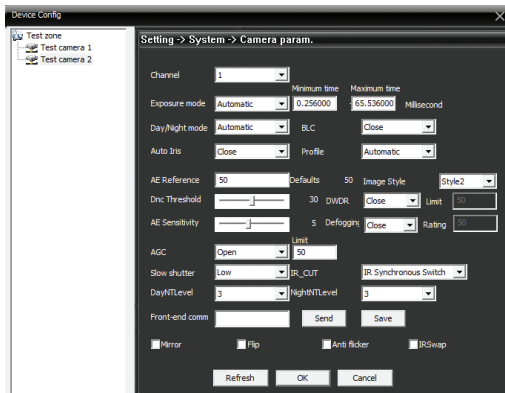 Device Config
Test zone
Test camera 1
Test camera 2
Setting -> System -> Camera param.
Channel 1
Minimum time Maximum time
Exposure mode Automatic 0.256000 - 65.536000 Millisecond
Day/Night mode Automatic BLC Close
Auto Iris Close Profile Automatic
AE Reference 50 Defaults 50 Image Style Style2
Dnc Threshold 30 DWDR Close Limit 50
AE Sensitivity 5 Defogging Close Rating 50
Limit
AGC Open 50
Slow shutter Low IR_CUT IR Synchronous Switch
DayNTLevel 3 NightNTLevel 3
Front-end comm Send Save
Mirror Flip Anti flicker IRSwap
Refresh OK Cancel